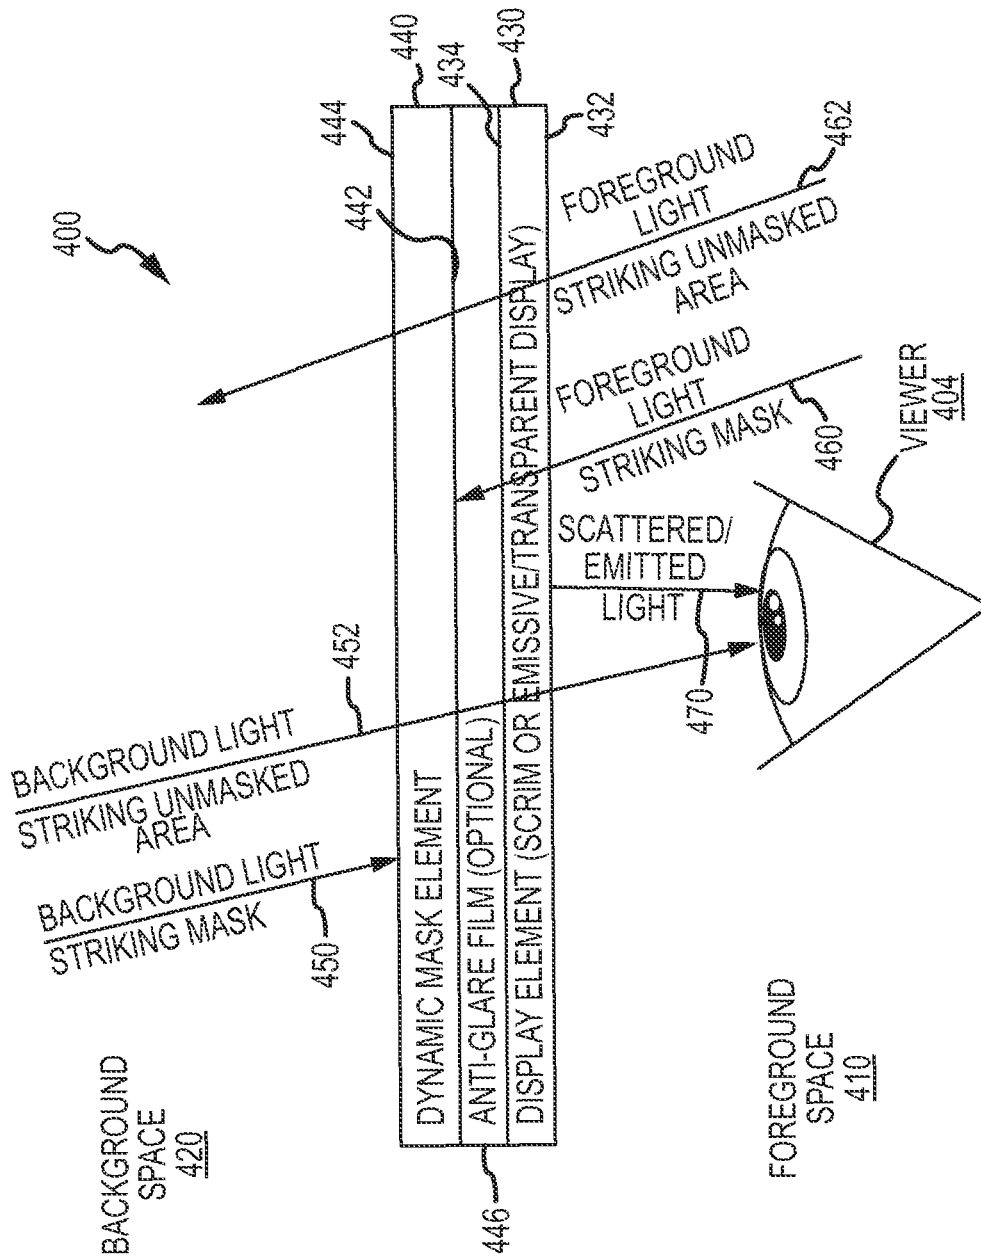 400
BACKGROUND
SPACE
420
BACKGROUND LIGHT
STRIKING MASK
450
BACKGROUND LIGHT
STRIKING UNMASKED
AREA
452
444
440
442
434
430
432
446
DYNAMIC MASK ELEMENT
ANTI-GLARE FILM (OPTIONAL)
DISPLAY ELEMENT (SCRIM OR EMISSIVE/TRANSPARENT DISPLAY)
SCATTERED/
EMITTED
LIGHT
470
FOREGROUND
LIGHT
STRIKING MASK
460
FOREGROUND
LIGHT
STRIKING UNMASKED
AREA
462
VIEWER
404
FOREGROUND
SPACE
410